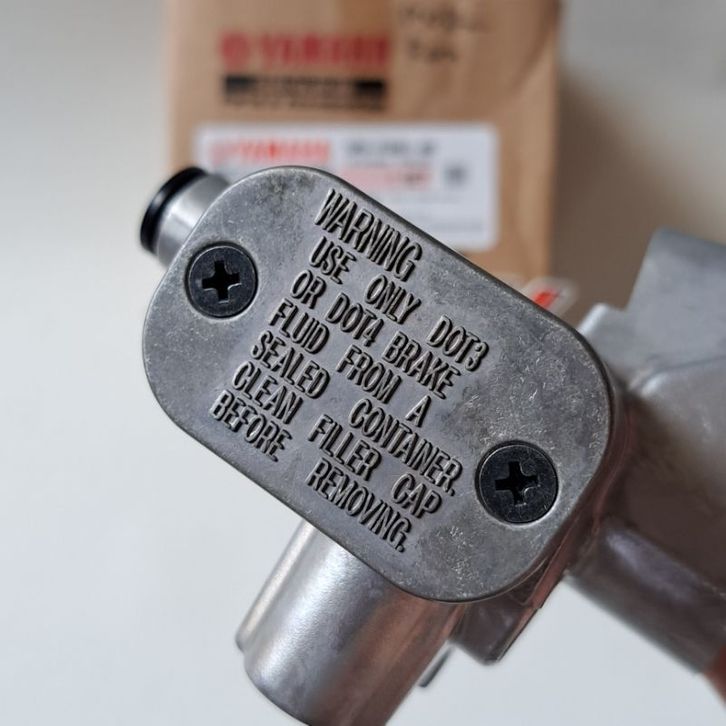 YAMAHA
YAMAHA
WARNING
USE ONLY DOT3
OR DOT4 BRAKE
FLUID FROM A
SEALED CONTAINER.
CLEAN FILLER CAP
BEFORE REMOVING.